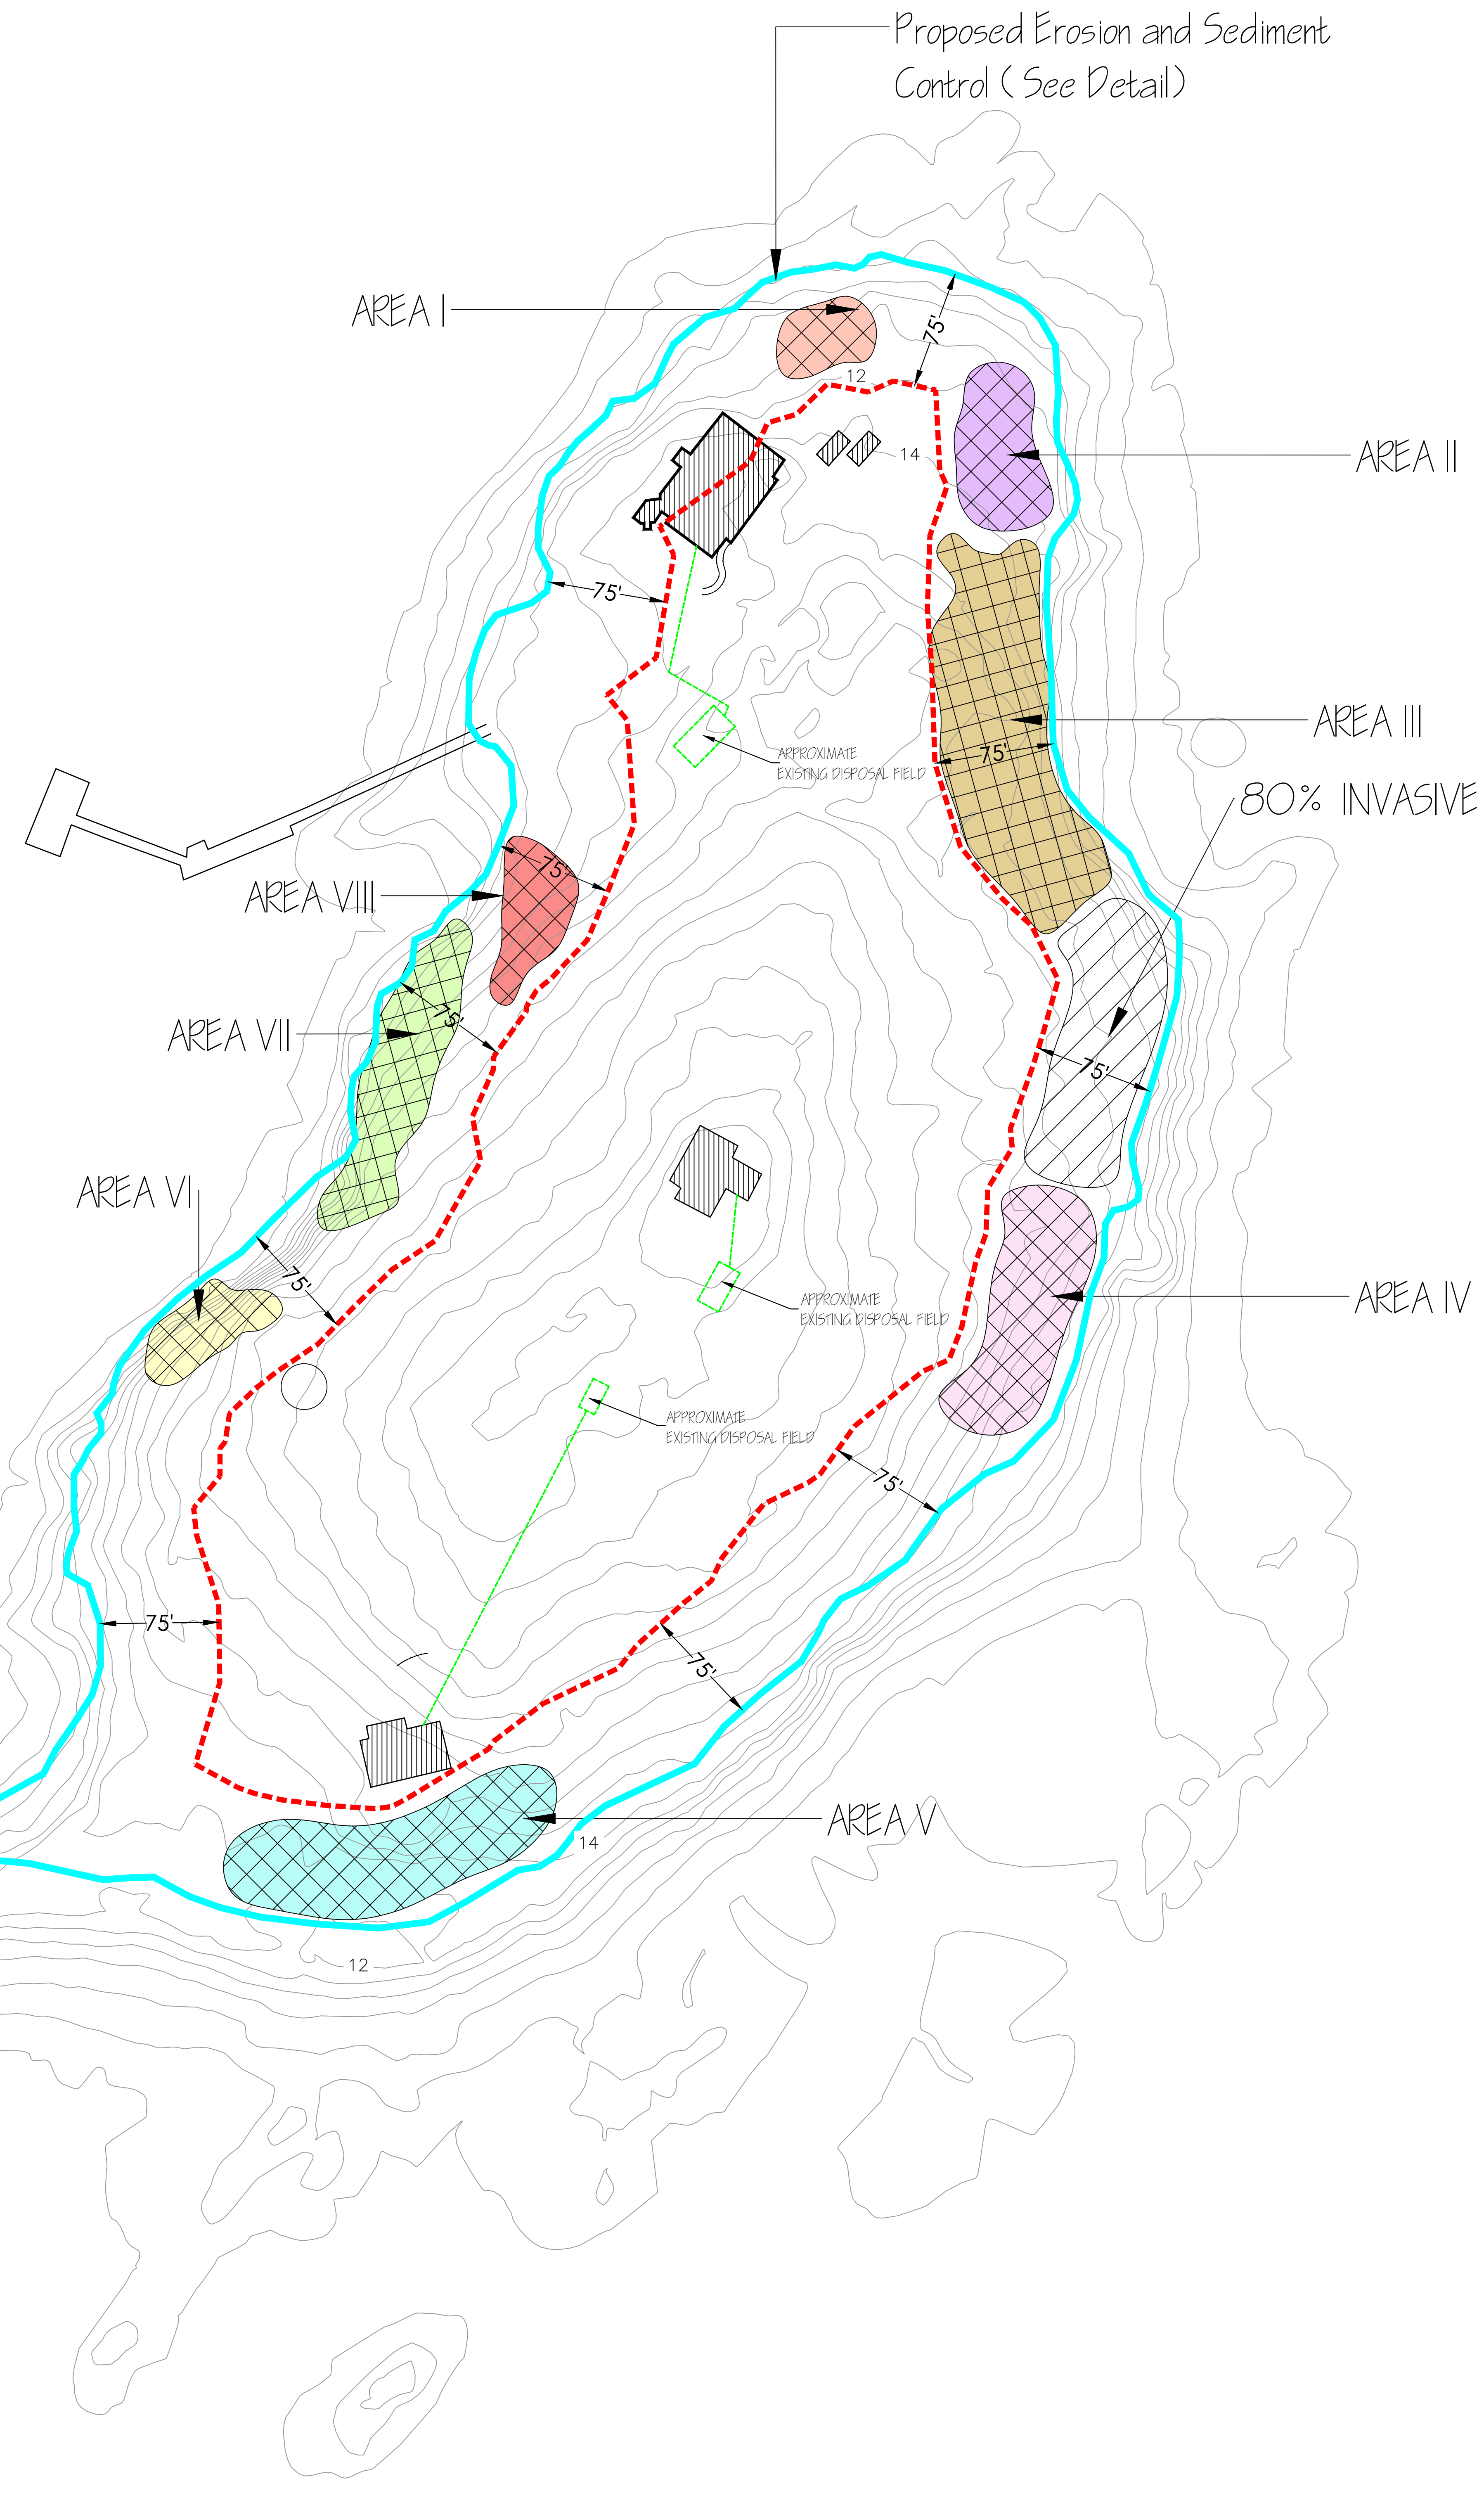 Proposed Erosion and Sediment
Control (See Detail)
AREA I
75'
12
14
AREA II
75'
AREA III
75'
APPROXIMATE
EXISTING DISPOSAL FIELD
80% INVASIVE
75'
AREA VIII
75'
AREA VII
75'
AREA VI
75'
AREA IV
APPROXIMATE
EXISTING DISPOSAL FIELD
APPROXIMATE
EXISTING DISPOSAL FIELD
75'
75'
75'
AREA V
14
12